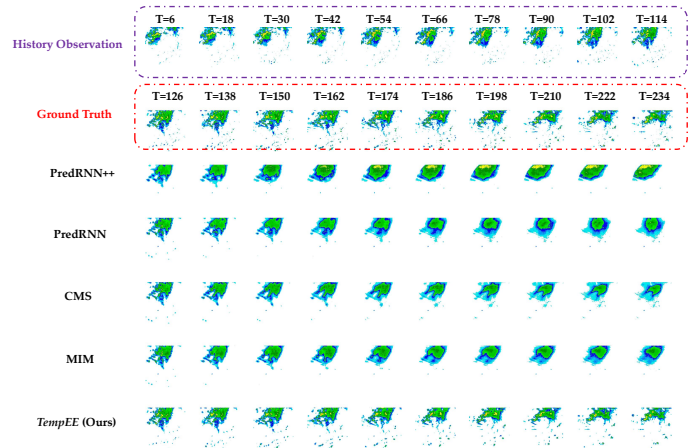 T=6 T=18 T=30 T=42 T=54 T=66 T=78 T=90 T=102 T=114
History Observation
T=126 T=138 T=150 T=162 T=174 T=186 T=198 T=210 T=222 T=234
Ground Truth
PredRNN++
PredRNN
CMS
MIM
TempEE (Ours)